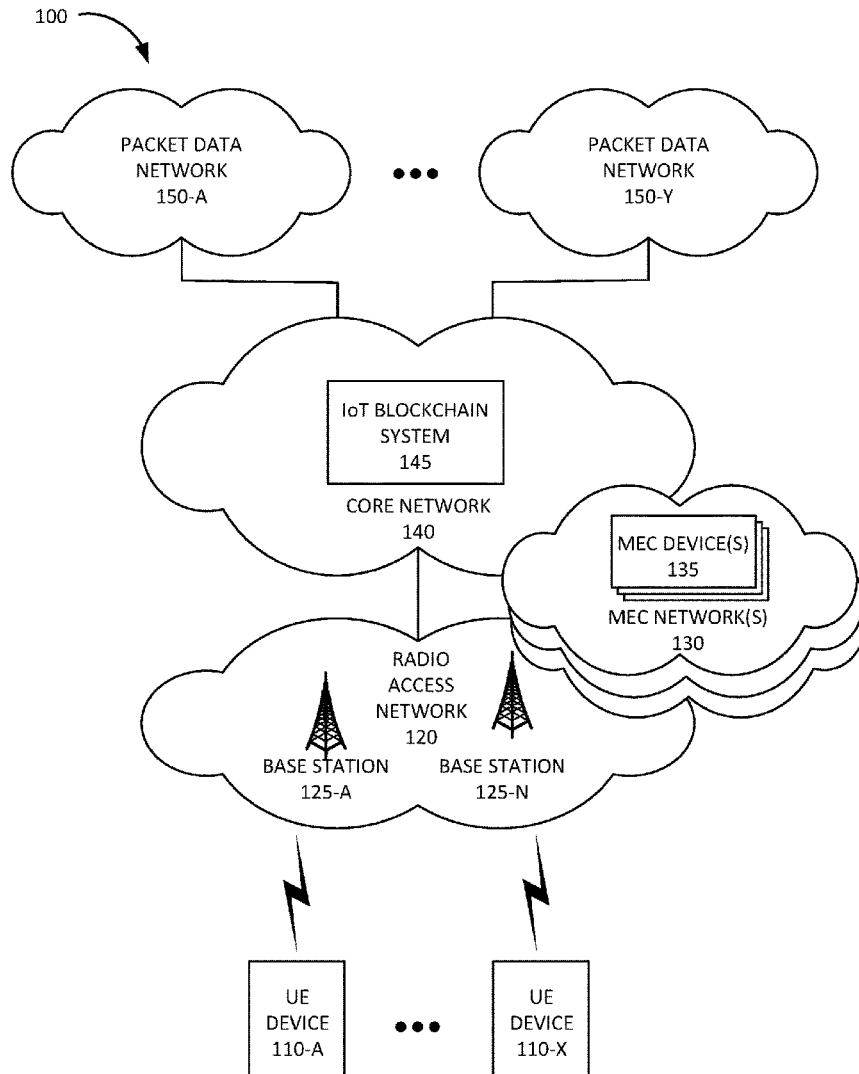 100
PACKET DATA
NETWORK
150-A
PACKET DATA
NETWORK
150-Y
IoT BLOCKCHAIN
SYSTEM
145
CORE NETWORK
140
MEC DEVICE(S)
135
MEC NETWORK(S)
130
RADIO
ACCESS
NETWORK
120
BASE STATION
125-A
BASE STATION
125-N
UE
DEVICE
110-A
UE
DEVICE
110-X